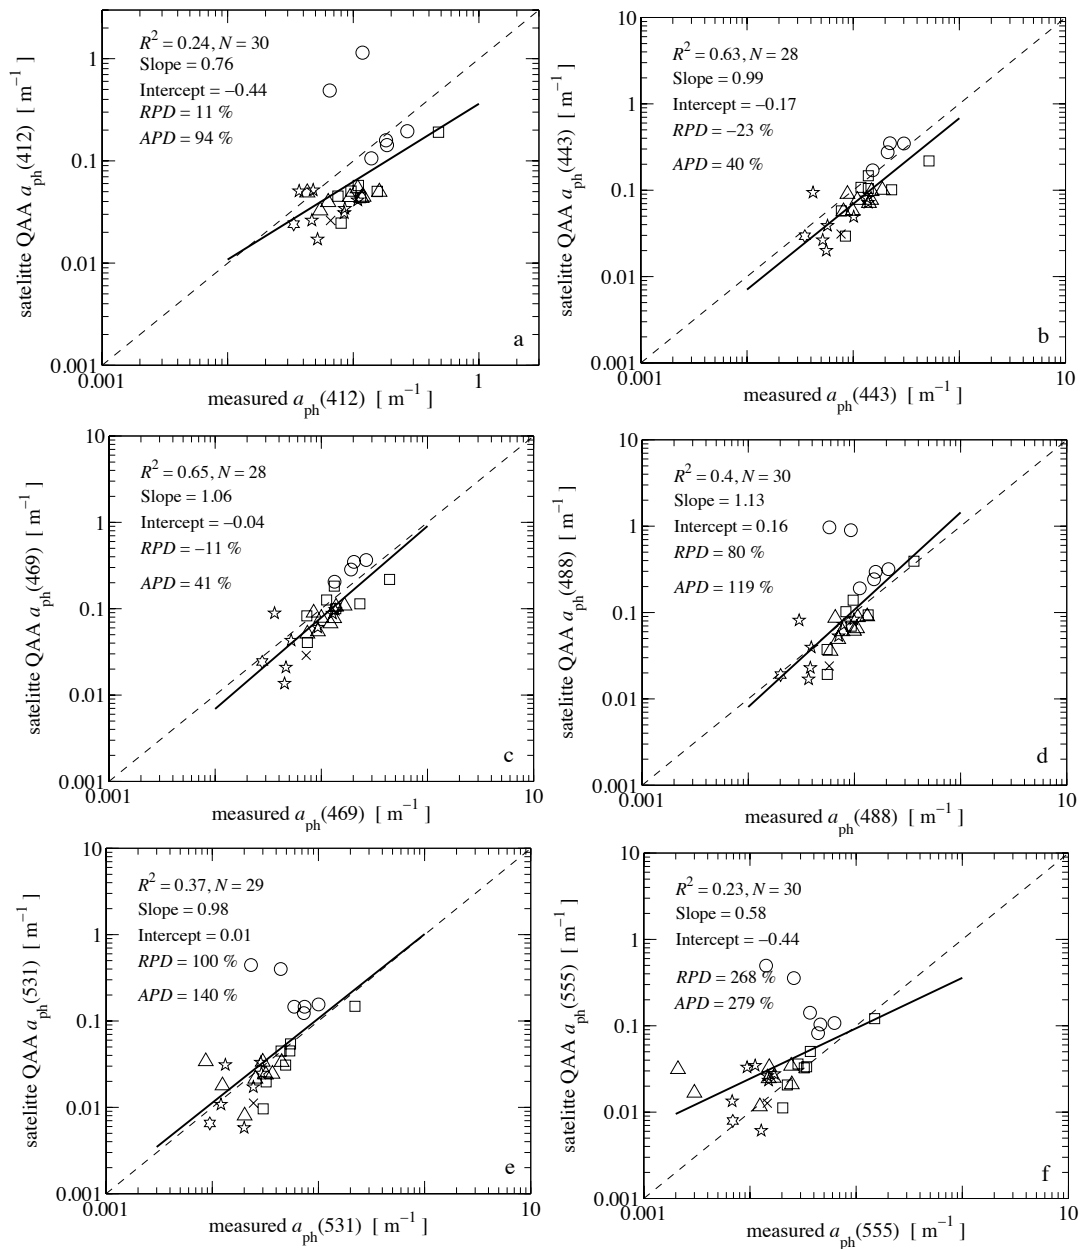 R² = 0.24, N = 30
Slope = 0.76
Intercept = −0.44
RPD = 11 %
APD = 94 %
1
0.1
0.01
0.001
0.001
1
a
satelitte QAA aph(412) [ m−1 ]
measured aph(412) [ m−1 ]
R² = 0.63, N = 28
Slope = 0.99
Intercept = −0.17
RPD = −23 %
APD = 40 %
10
1
0.1
0.01
0.001
0.001
10
b
satelitte QAA aph(443) [ m−1 ]
measured aph(443) [ m−1 ]
R² = 0.65, N = 28
Slope = 1.06
Intercept = −0.04
RPD = −11 %
APD = 41 %
10
1
0.1
0.01
0.001
0.001
10
c
satelitte QAA aph(469) [ m−1 ]
measured aph(469) [ m−1 ]
R² = 0.4, N = 30
Slope = 1.13
Intercept = 0.16
RPD = 80 %
APD = 119 %
10
1
0.1
0.01
0.001
0.001
10
d
satelitte QAA aph(488) [ m−1 ]
measured aph(488) [ m−1 ]
R² = 0.37, N = 29
Slope = 0.98
Intercept = 0.01
RPD = 100 %
APD = 140 %
10
1
0.1
0.01
0.001
0.001
10
e
satelitte QAA aph(531) [ m−1 ]
measured aph(531) [ m−1 ]
R² = 0.23, N = 30
Slope = 0.58
Intercept = −0.44
RPD = 268 %
APD = 279 %
10
1
0.1
0.01
0.001
0.001
10
f
satelitte QAA aph(555) [ m−1 ]
measured aph(555) [ m−1 ]